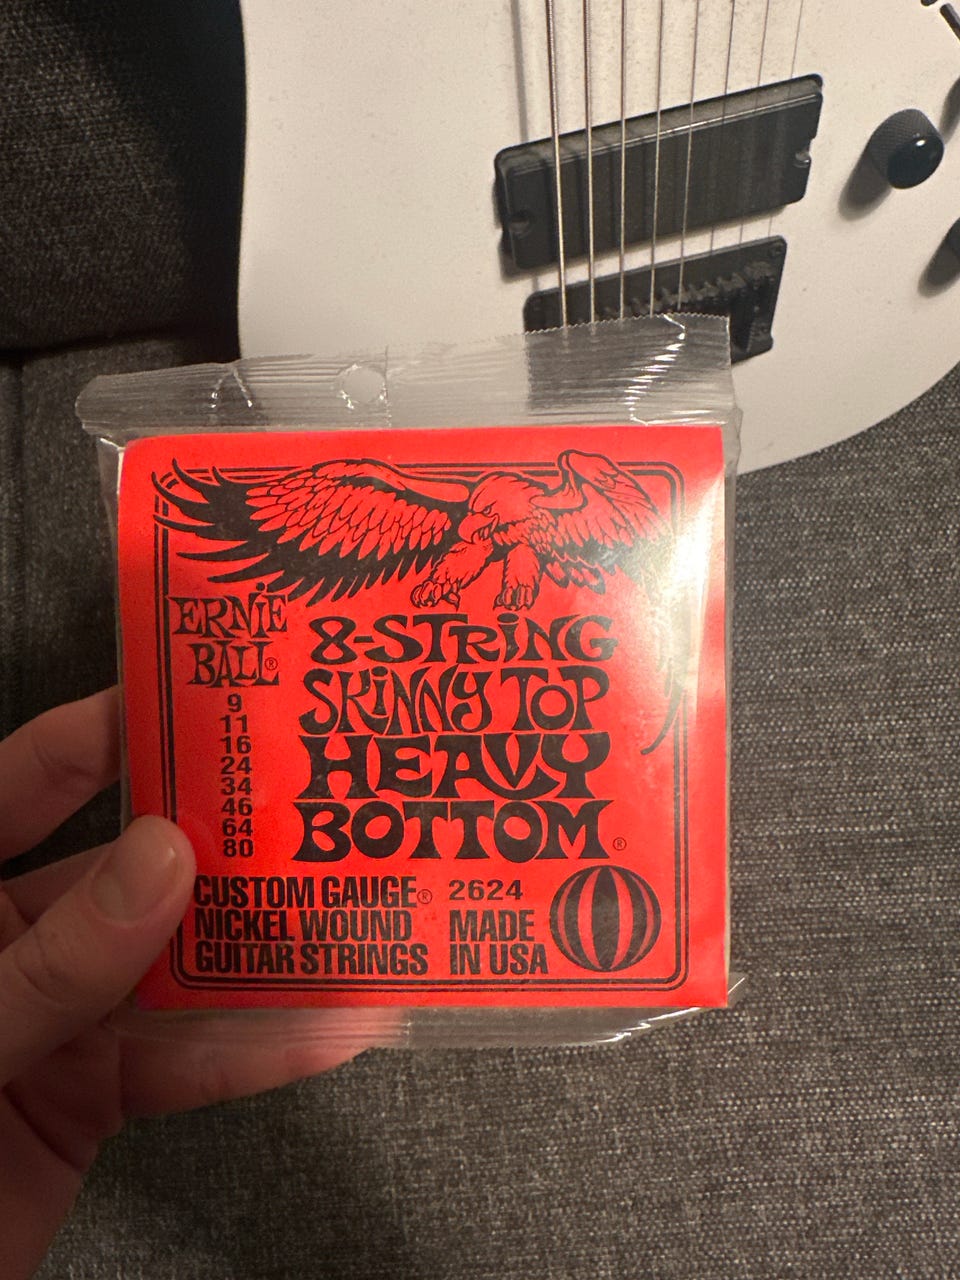 ERNiE
BALL®
9
11
16
24
34
46
64
80
8-STRiNG
SKiNNY TOP
HEAVY
BOTTOM®
CUSTOM GAUGE®
NICKEL WOUND
GUITAR STRINGS
2624
MADE
IN USA